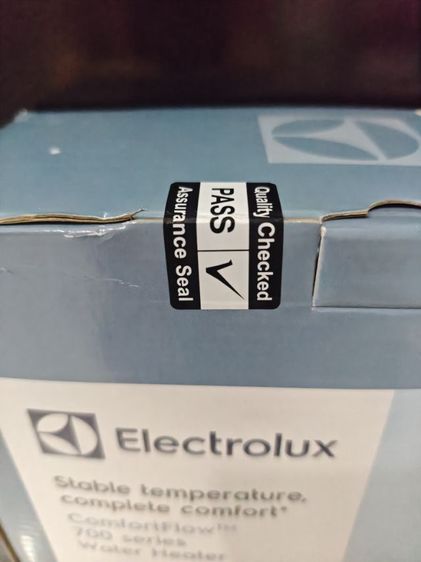 Quality Checked
PASS
Assurance Seal
Electrolux
Stable temperature,
complete comfort*
ComfortFlow™
700 series
Water Heater